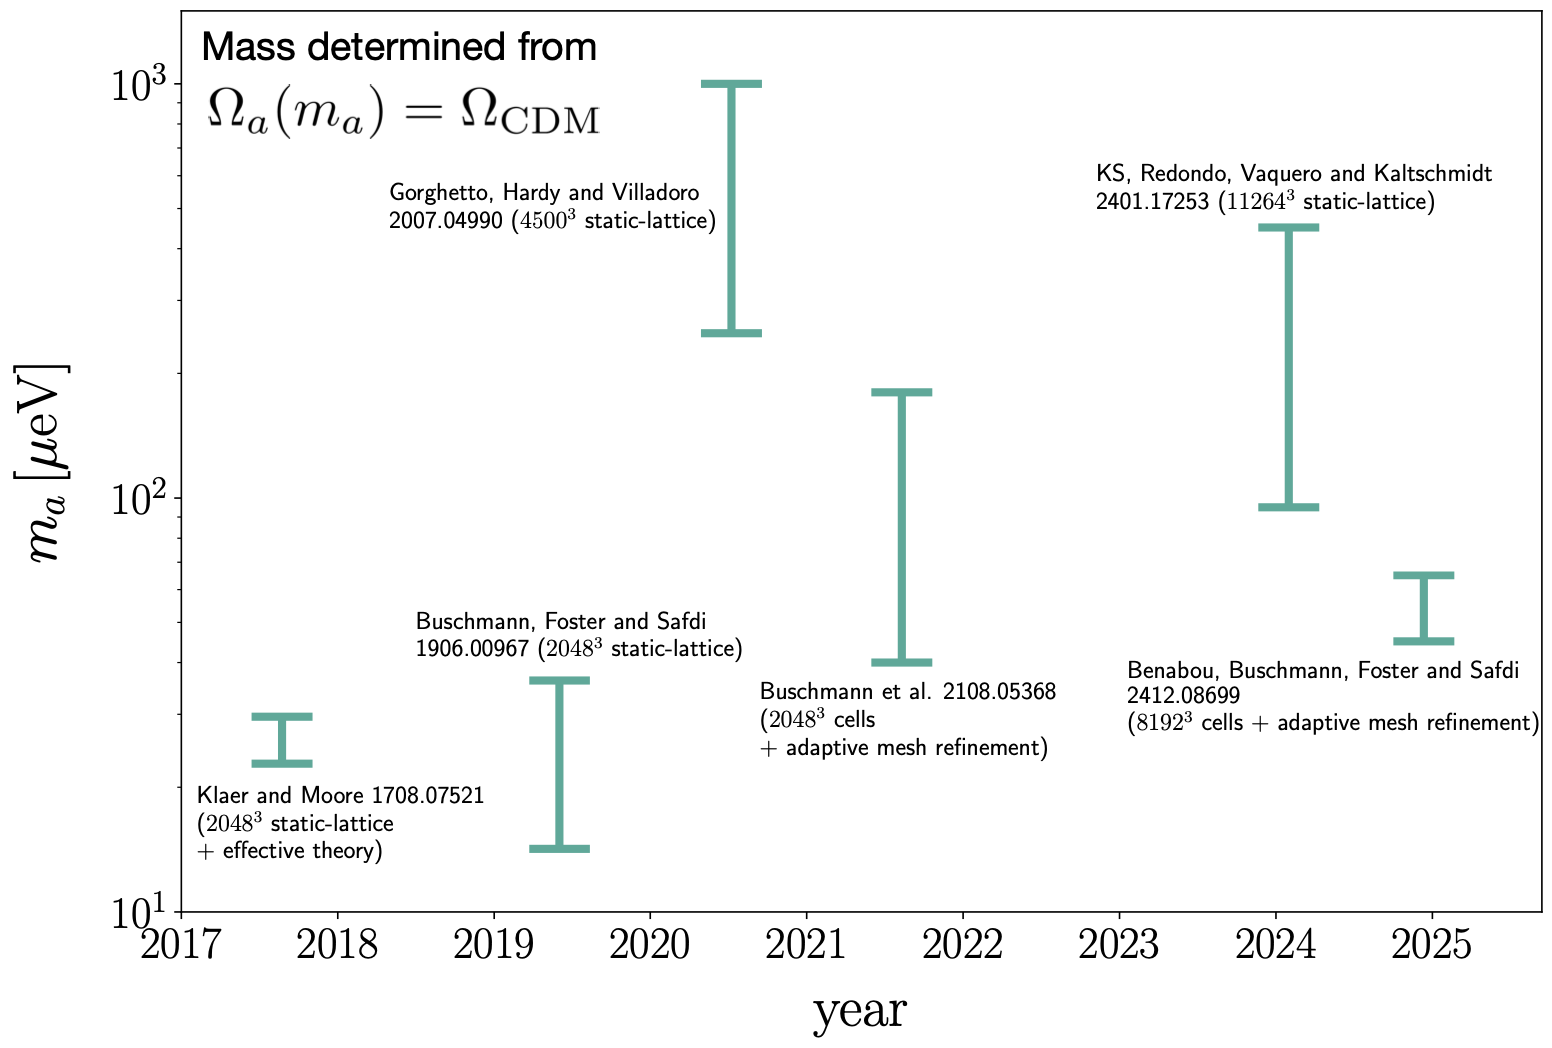 Mass determined from
Ωₐ(mₐ) = Ω_CDM
10³
Gorghetto, Hardy and Villadoro
2007.04990 (4500³ static-lattice)
KS, Redondo, Vaquero and Kaltschmidt
2401.17253 (11264³ static-lattice)
mₐ [μeV]
10²
Buschmann, Foster and Safdi
1906.00967 (2048³ static-lattice)
Buschmann et al. 2108.05368
(2048³ cells
+ adaptive mesh refinement)
Benabou, Buschmann, Foster and Safdi
2412.08699
(8192³ cells + adaptive mesh refinement)
Klaer and Moore 1708.07521
(2048³ static-lattice
+ effective theory)
10¹
2017 2018 2019 2020 2021 2022 2023 2024 2025
year